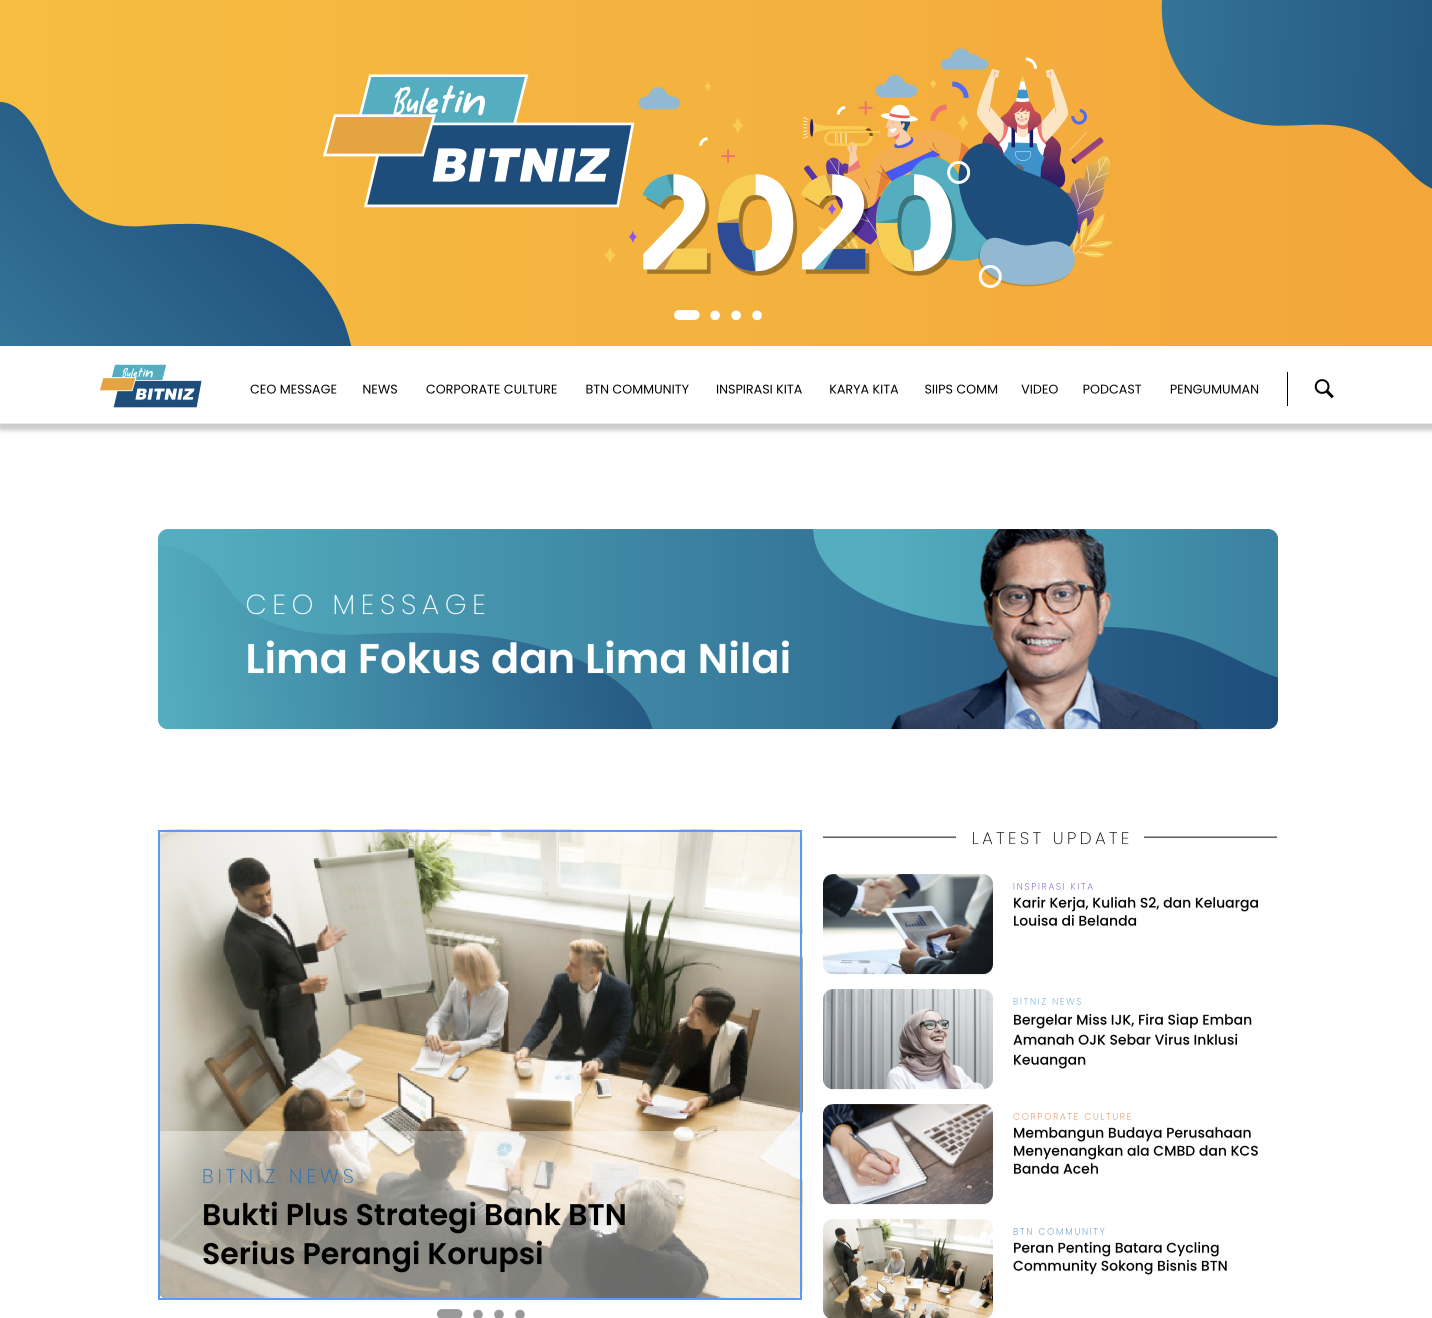 Buletin
BITNIZ
2020
Buletin
BITNIZ
CEO MESSAGE
NEWS
CORPORATE CULTURE
BTN COMMUNITY
INSPIRASI KITA
KARYA KITA
SIIPS COMM
VIDEO
PODCAST
PENGUMUMAN
CEO MESSAGE
Lima Fokus dan Lima Nilai
BITNIZ NEWS
Bukti Plus Strategi Bank BTN
Serius Perangi Korupsi
LATEST UPDATE
INSPIRASI KITA
Karir Kerja, Kuliah S2, dan Keluarga
Louisa di Belanda
BITNIZ NEWS
Bergelar Miss IJK, Fira Siap Emban
Amanah OJK Sebar Virus Inklusi
Keuangan
CORPORATE CULTURE
Membangun Budaya Perusahaan
Menyenangkan ala CMBD dan KCS
Banda Aceh
BTN COMMUNITY
Peran Penting Batara Cycling
Community Sokong Bisnis BTN